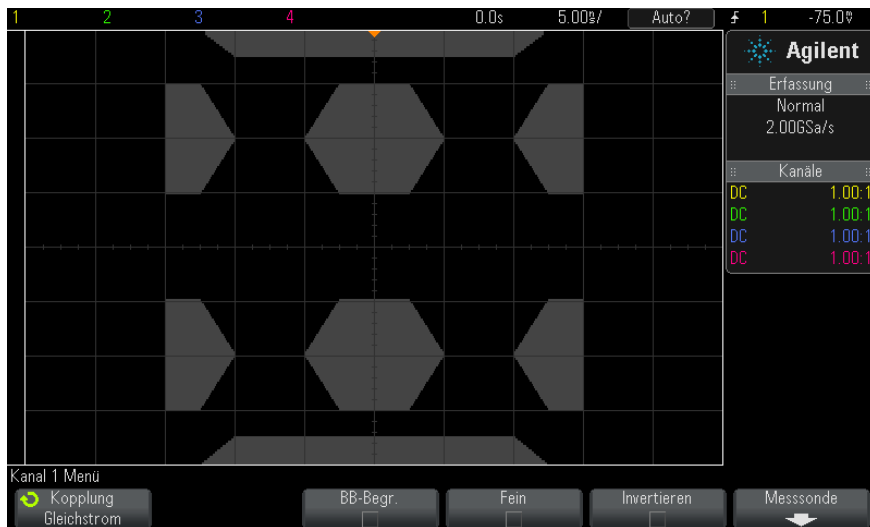 1 2 3 4 0.0s 5.00ns/ Auto? 1 -75.0V
Agilent
Erfassung
Normal
2.00GSa/s
Kanäle
DC 1.00:1
DC 1.00:1
DC 1.00:1
DC 1.00:1
Kanal 1 Menü
Kopplung
Gleichstrom
BB-Begr.
Fein
Invertieren
Messsonde